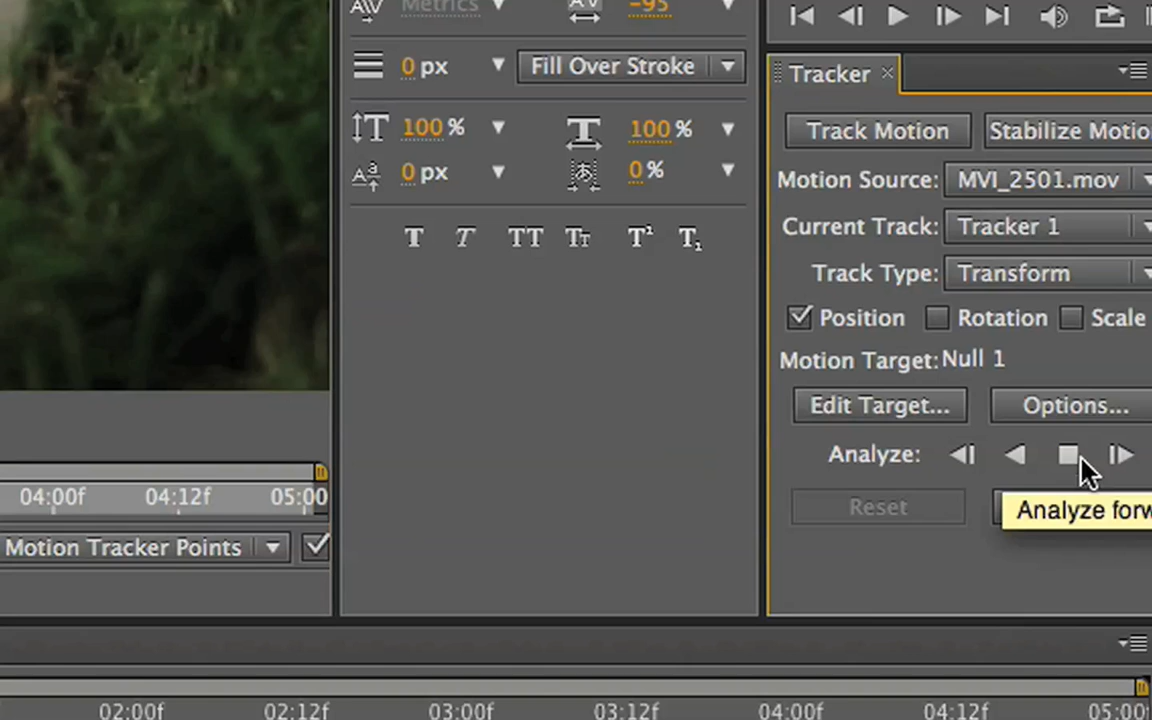 Metrics
-95
0 px
Fill Over Stroke
100 %
100 %
0 px
0 %
T T TT Tt T¹ T₁
Tracker ×
Track Motion
Stabilize Motio
Motion Source:
MVI_2501.mov
Current Track:
Tracker 1
Track Type:
Transform
Position
Rotation
Scale
Motion Target:
Null 1
Edit Target...
Options...
Analyze:
Reset
Analyze forw
04:00f
04:12f
05:00
Motion Tracker Points
02:00f
02:12f
03:00f
03:12f
04:00f
04:12f
05:00f